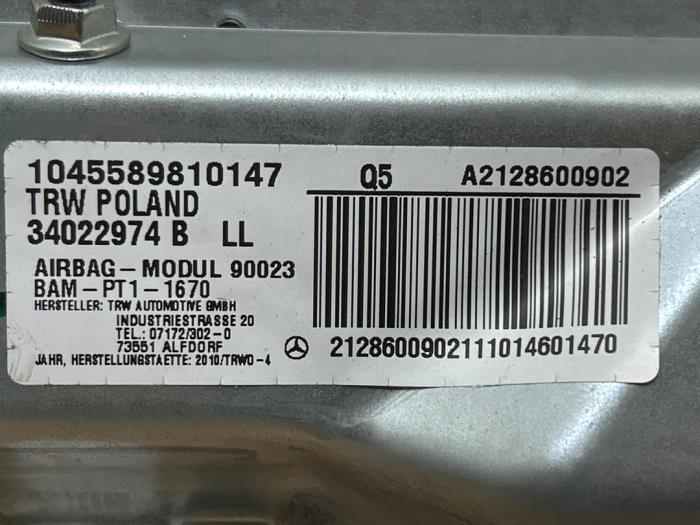 1045589810147 Q5 A2128600902
TRW POLAND
34022974 B LL
AIRBAG-MODUL 90023
BAM-PT1-1670
HERSTELLER: TRW AUTOMOTIVE GMBH
INDUSTRIESTRASSE 20
TEL.: 07172/302-0
73551 ALFDORF
JAHR, HERSTELLUNGSTAETTE: 2010/TRWD-4
2128600902111014601470